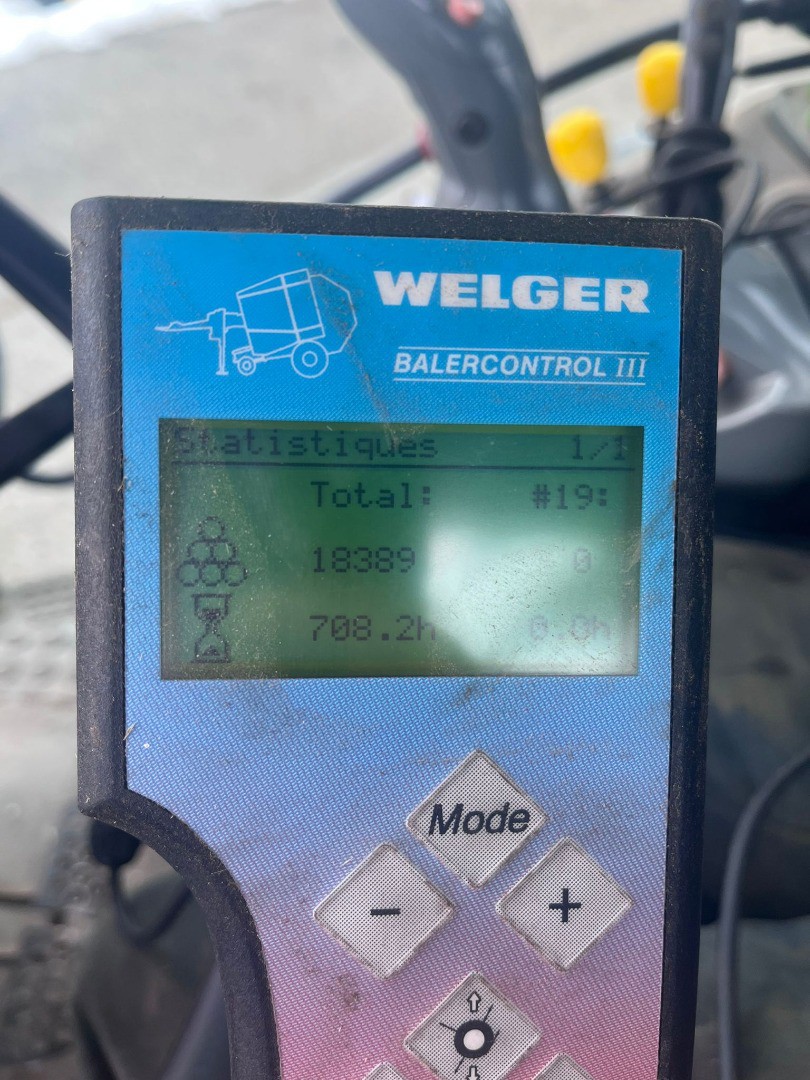 WELGER
BALERCONTROL III
Statistiques 1/1
Total: #19:
18389 0
708.2h 0.0h
Mode
- +